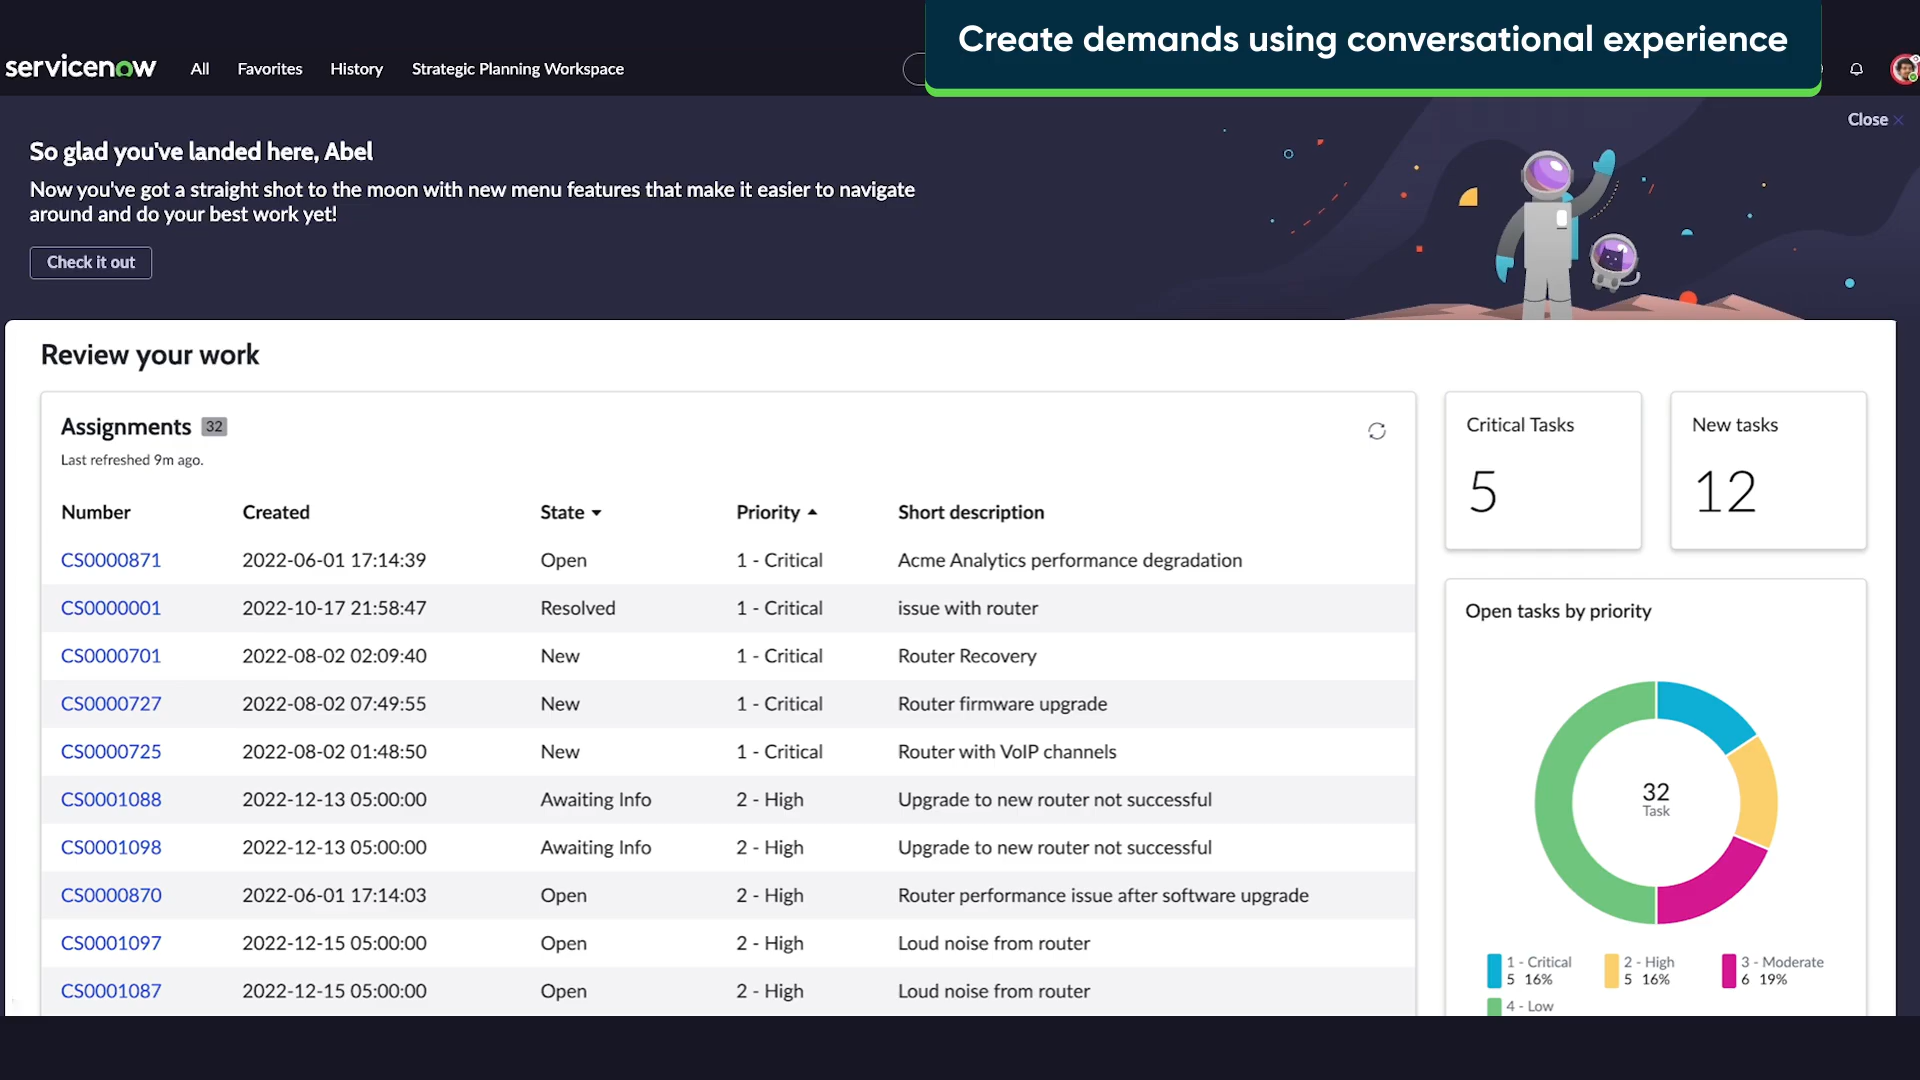 Create demands using conversational experience
servicenow
All
Favorites
History
Strategic Planning Workspace
Close
So glad you've landed here, Abel
Now you've got a straight shot to the moon with new menu features that make it easier to navigate
around and do your best work yet!
Check it out
Review your work
Assignments 32
Last refreshed 9m ago.
Number Created State Priority Short description
CS0000871 2022-06-01 17:14:39 Open 1 - Critical Acme Analytics performance degradation
CS0000001 2022-10-17 21:58:47 Resolved 1 - Critical issue with router
CS0000701 2022-08-02 02:09:40 New 1 - Critical Router Recovery
CS0000727 2022-08-02 07:49:55 New 1 - Critical Router firmware upgrade
CS0000725 2022-08-02 01:48:50 New 1 - Critical Router with VoIP channels
CS0001088 2022-12-13 05:00:00 Awaiting Info 2 - High Upgrade to new router not successful
CS0001098 2022-12-13 05:00:00 Awaiting Info 2 - High Upgrade to new router not successful
CS0000870 2022-06-01 17:14:03 Open 2 - High Router performance issue after software upgrade
CS0001097 2022-12-15 05:00:00 Open 2 - High Loud noise from router
CS0001087 2022-12-15 05:00:00 Open 2 - High Loud noise from router
Critical Tasks
5
New tasks
12
Open tasks by priority
32
Task
1 - Critical
5 16%
2 - High
5 16%
3 - Moderate
6 19%
4 - Low